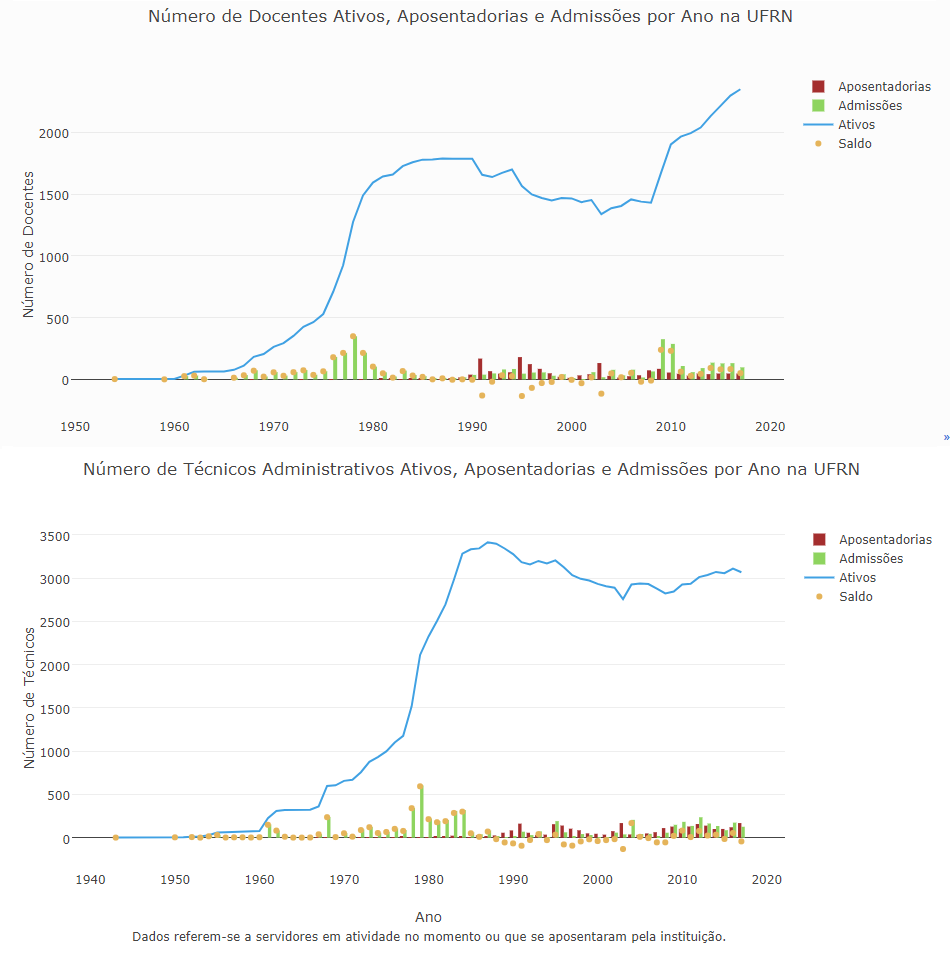 Número de Docentes Ativos, Aposentadorias e Admissões por Ano na UFRN
Aposentadorias
Admissões
Ativos
Saldo
Número de Docentes
2000
1500
1000
500
0
1950 1960 1970 1980 1990 2000 2010 2020
»
Número de Técnicos Administrativos Ativos, Aposentadorias e Admissões por Ano na UFRN
Aposentadorias
Admissões
Ativos
Saldo
Número de Técnicos
3500
3000
2500
2000
1500
1000
500
0
1940 1950 1960 1970 1980 1990 2000 2010 2020
Ano
Dados referem-se a servidores em atividade no momento ou que se aposentaram pela instituição.